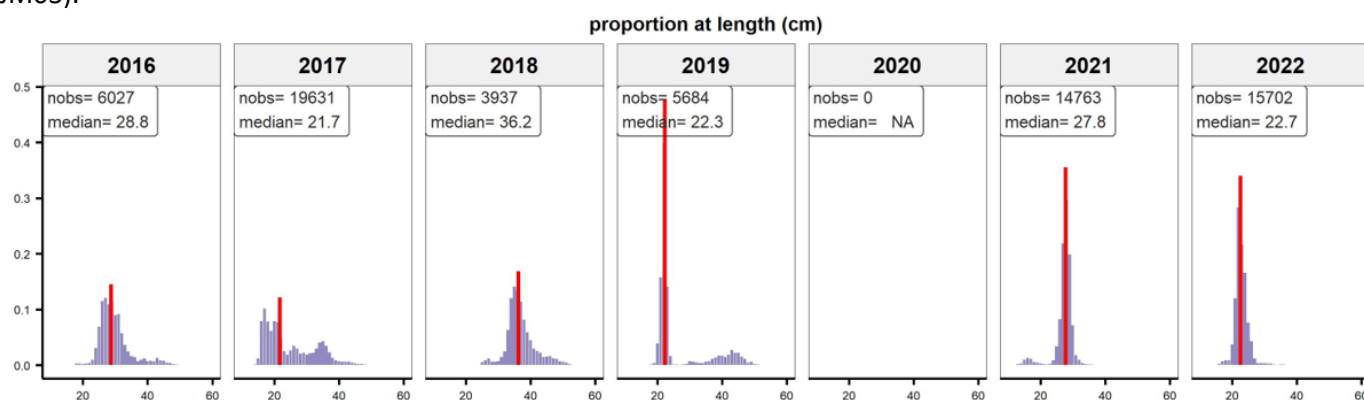 proportion at length (cm)
2016 2017 2018 2019 2020 2021 2022
nobs= 6027 nobs= 19631 nobs= 3937 nobs= 5684 nobs= 0 nobs= 14763 nobs= 15702
median= 28.8 median= 21.7 median= 36.2 median= 22.3 median= NA median= 27.8 median= 22.7
0.5
0.4
0.3
0.2
0.1
0.0
20 40 60 20 40 60 20 40 60 20 40 60 20 40 60 20 40 60 20 40 60